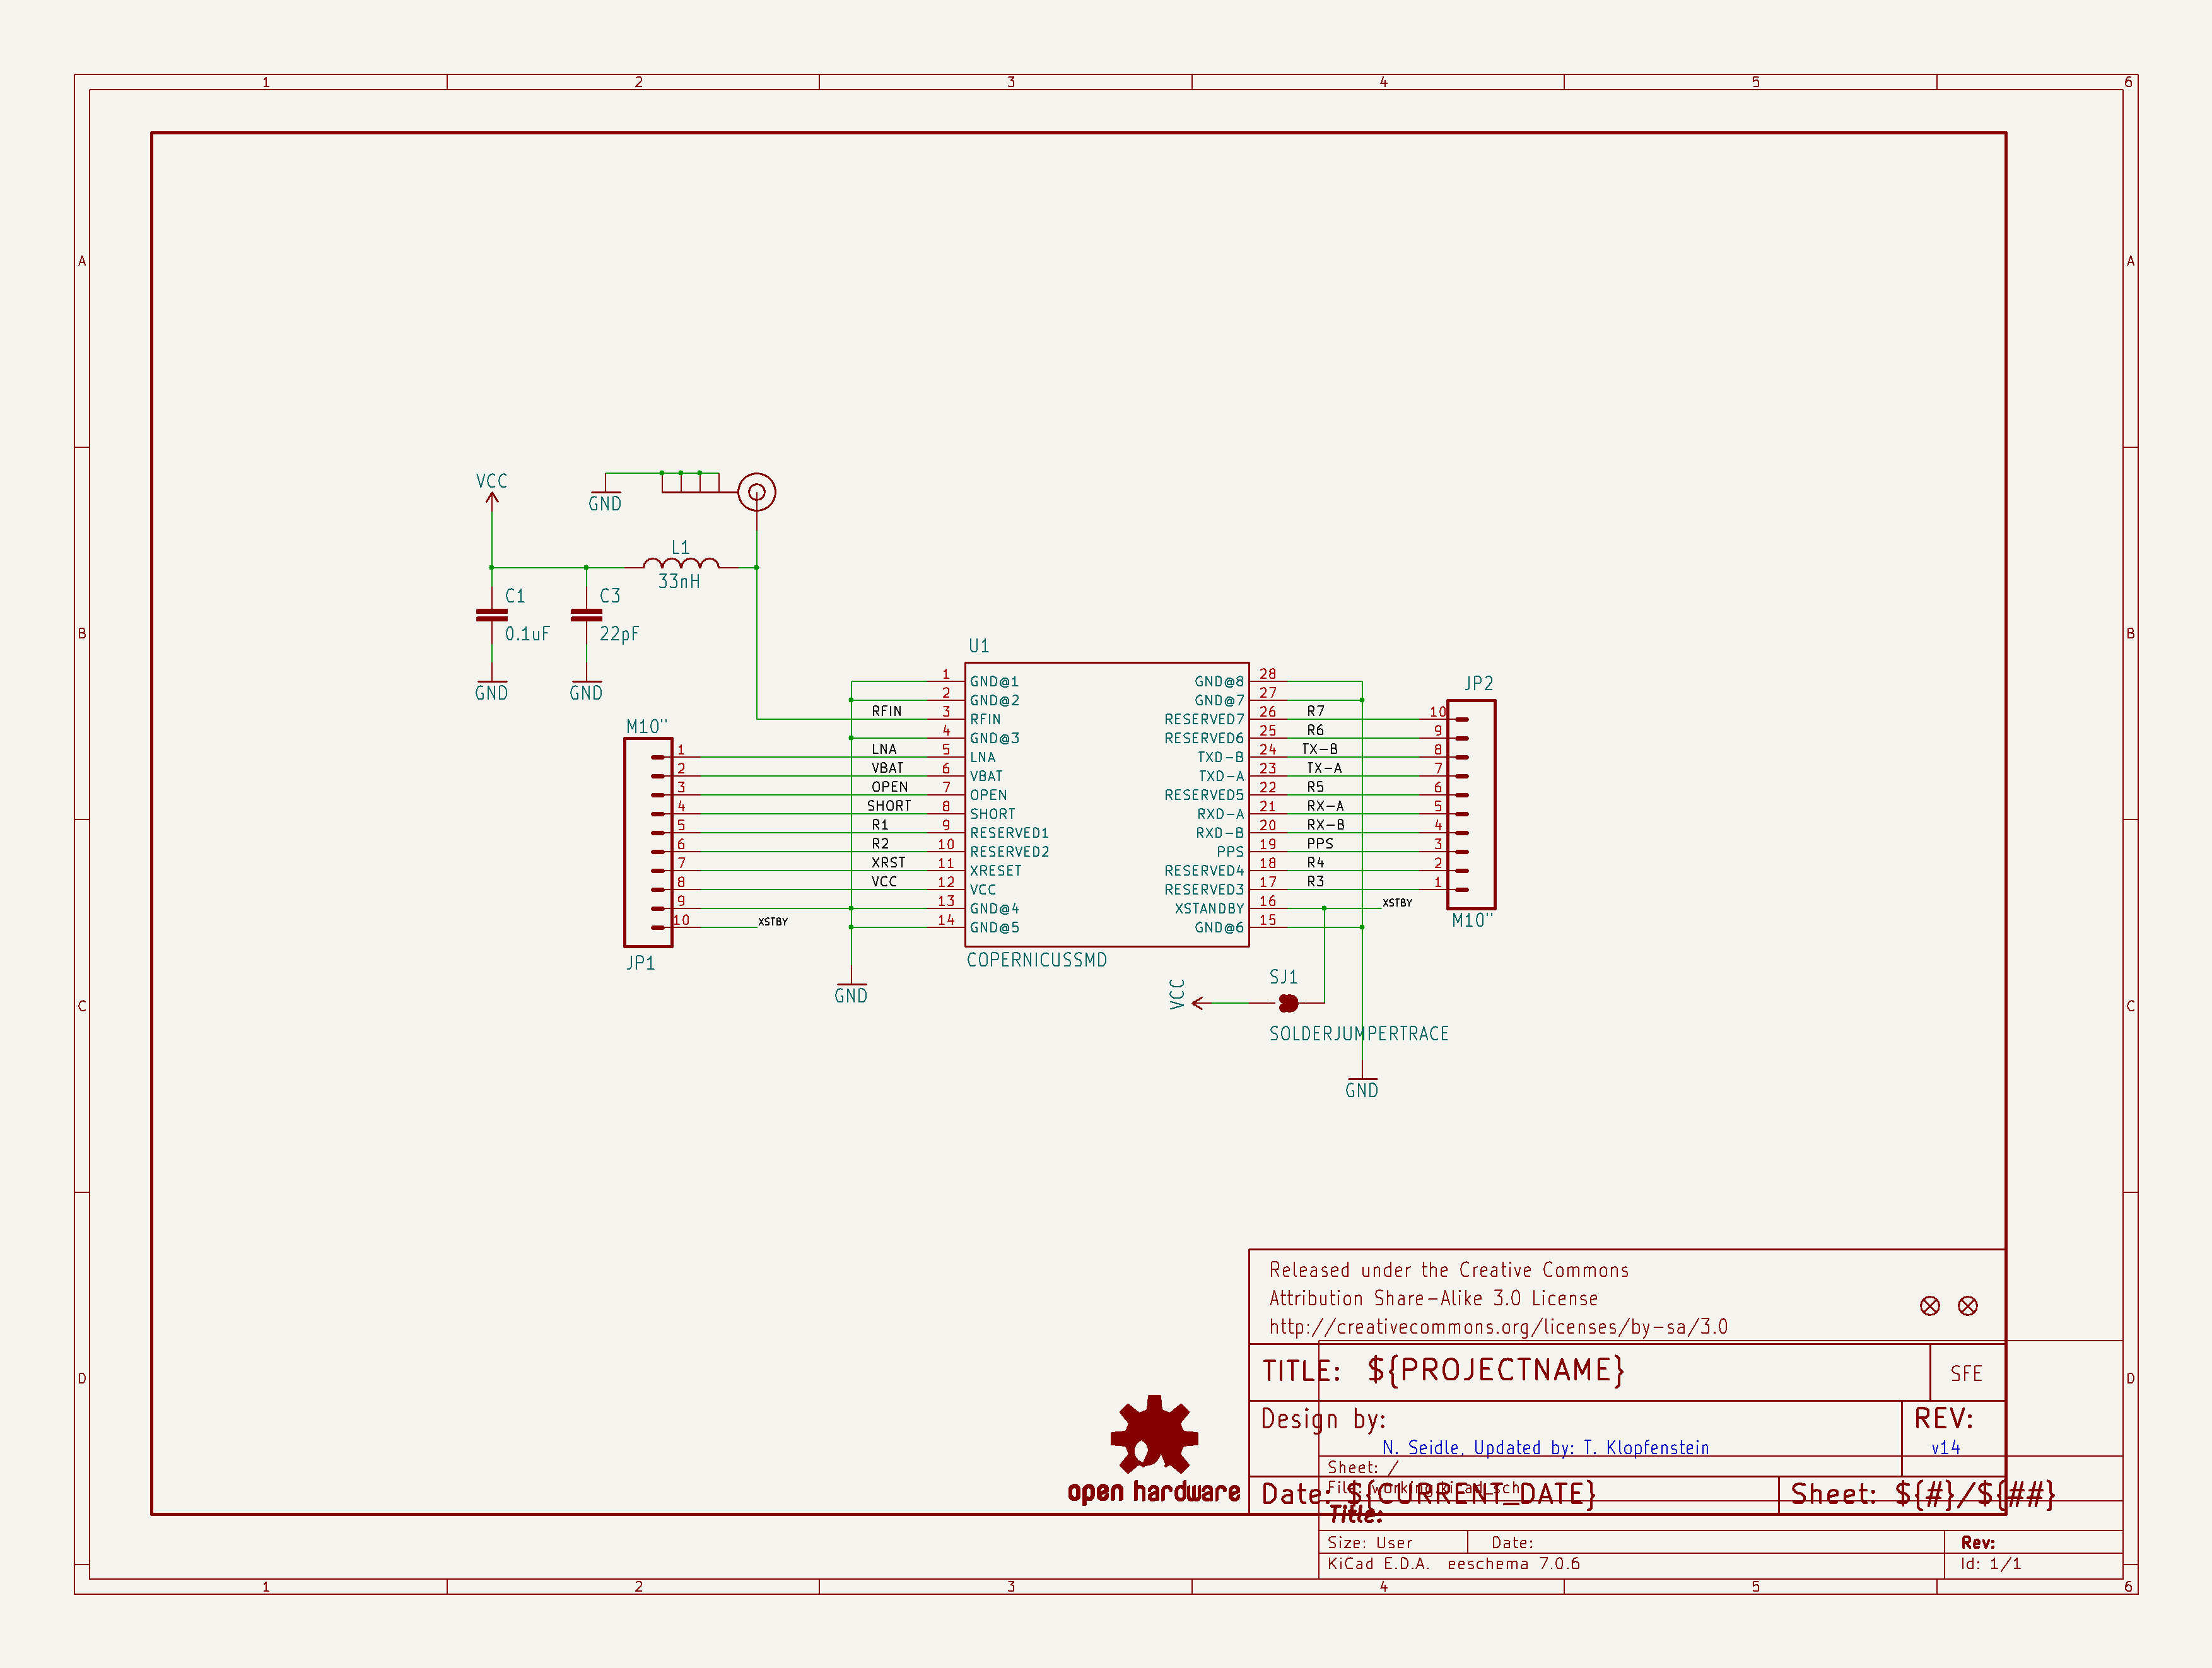 1 2 3 4 5 6
A A
VCC
GND
L1
33nH
C1 C3
0.1uF 22pF
B B
U1
GND GND
1 GND@1 GND@8 28
JP2
2 GND@2 GND@7 27
RFIN 3 RFIN RESERVED7 26 R7 10
M10''
4 GND@3 RESERVED6 25 R6 9
1 LNA 5 LNA TXD-B 24 TX-B 8
2 VBAT 6 VBAT TXD-A 23 TX-A 7
3 OPEN 7 OPEN RESERVED5 22 R5 6
4 SHORT 8 SHORT RXD-A 21 RX-A 5
5 R1 9 RESERVED1 RXD-B 20 RX-B 4
6 R2 10 RESERVED2 PPS 19 PPS 3
7 XRST 11 XRESET RESERVED4 18 R4 2
8 VCC 12 VCC RESERVED3 17 R3 1
9 13 GND@4 XSTANDBY 16 XSTBY
10 XSTBY 14 GND@5 GND@6 15
M10''
JP1
COPERNICUSSMD
GND
VCC
SJ1
C C
SOLDERJUMPERTRACE
GND
Released under the Creative Commons
Attribution Share-Alike 3.0 License
http://creativecommons.org/licenses/by-sa/3.0
TITLE: ${PROJECTNAME}
SFE
D D
Design by:
REV:
N. Seidle, Updated by: T. Klopfenstein
v14
Sheet: /
File: working.kicad_sch
open hardware
Date: ${CURRENT_DATE}
Sheet: ${#}/${##}
Title:
Size: User Date: Rev:
KiCad E.D.A. eeschema 7.0.6 Id: 1/1
1 2 3 4 5 6